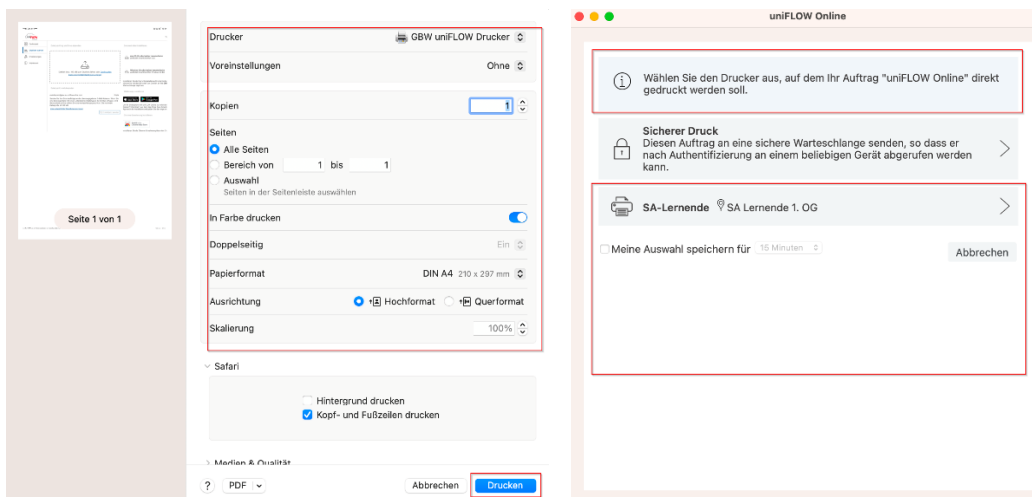 Seite 1 von 1
Drucker GBW uniFLOW Drucker
Voreinstellungen Ohne
Kopien 1
Seiten
Alle Seiten
Bereich von 1 bis 1
Auswahl
Seiten in der Seitenleiste auswählen
In Farbe drucken
Doppelseitig Ein
Papierformat DIN A4 210 x 297 mm
Ausrichtung Hochformat Querformat
Skalierung 100%
Safari
Hintergrund drucken
Kopf- und Fußzeilen drucken
Medien & Qualität
? PDF Abbrechen Drucken
uniFLOW Online
Wählen Sie den Drucker aus, auf dem Ihr Auftrag "uniFLOW Online" direkt
gedruckt werden soll.
Sicherer Druck
Diesen Auftrag an eine sichere Warteschlange senden, so dass er
nach Authentifizierung an einem beliebigen Gerät abgerufen werden
kann.
SA-Lernende SA Lernende 1. OG
Meine Auswahl speichern für 15 Minuten
Abbrechen